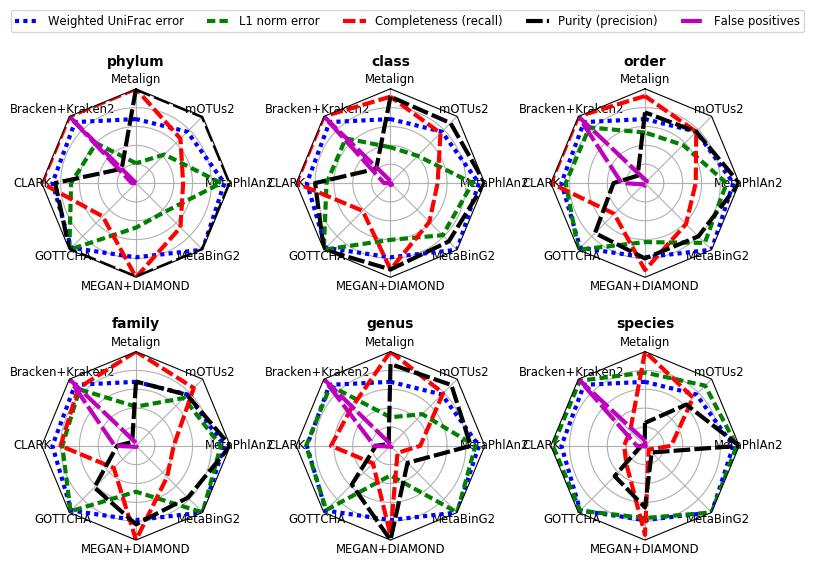 Weighted UniFrac error L1 norm error Completeness (recall) Purity (precision) False positives
phylum class order
Metalign Metalign Metalign
Bracken+Kraken2 mOTUs2 Bracken+Kraken2 mOTUs2 Bracken+Kraken2 mOTUs2
CLARK MetaPhlAn2 CLARK MetaPhlAn2 CLARK MetaPhlAn2
GOTTCHA MetaBinG2 GOTTCHA MetaBinG2 GOTTCHA MetaBinG2
MEGAN+DIAMOND MEGAN+DIAMOND MEGAN+DIAMOND
family genus species
Metalign Metalign Metalign
Bracken+Kraken2 mOTUs2 Bracken+Kraken2 mOTUs2 Bracken+Kraken2 mOTUs2
CLARK MetaPhlAn2 CLARK MetaPhlAn2 CLARK MetaPhlAn2
GOTTCHA MetaBinG2 GOTTCHA MetaBinG2 GOTTCHA MetaBinG2
MEGAN+DIAMOND MEGAN+DIAMOND MEGAN+DIAMOND